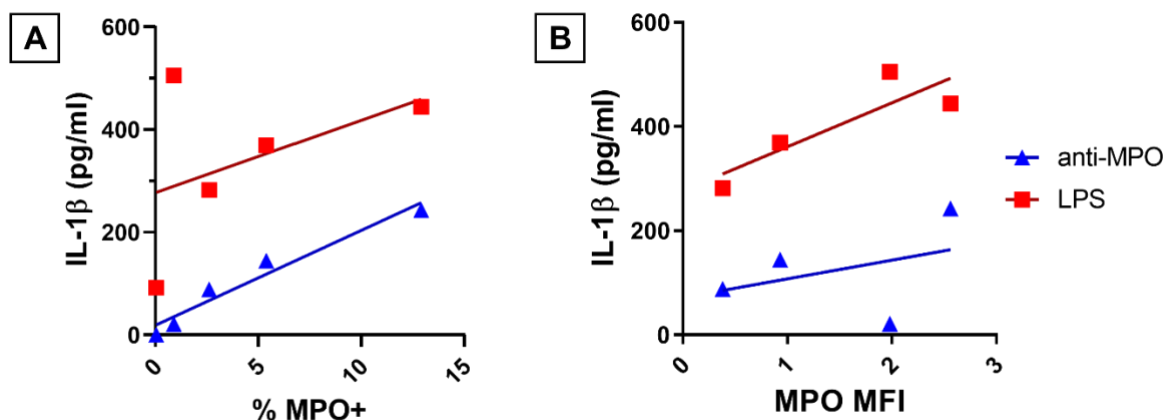 A
IL-1β (pg/ml)
600
400
200
0
0
5
10
15
% MPO+
B
IL-1β (pg/ml)
600
400
200
0
0
1
2
3
MPO MFI
anti-MPO
LPS